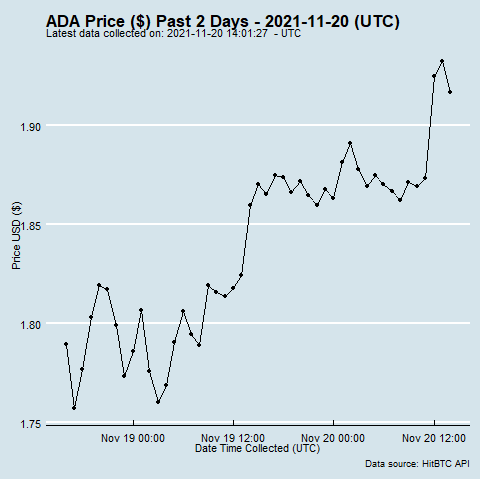 ADA Price ($) Past 2 Days - 2021-11-20 (UTC)
Latest data collected on: 2021-11-20 14:01:27 - UTC
1.90
1.85
1.80
1.75
Price USD ($)
Nov 19 00:00 Nov 19 12:00 Nov 20 00:00 Nov 20 12:00
Date Time Collected (UTC)
Data source: HitBTC API